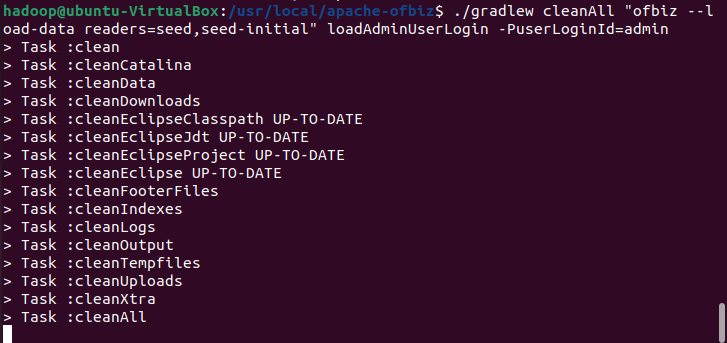 hadoop@ubuntu-VirtualBox:/usr/local/apache-ofbiz$ ./gradlew cleanAll "ofbiz --l
oad-data readers=seed,seed-initial" loadAdminUserLogin -PuserLoginId=admin
> Task :clean
> Task :cleanCatalina
> Task :cleanData
> Task :cleanDownloads
> Task :cleanEclipseClasspath UP-TO-DATE
> Task :cleanEclipseJdt UP-TO-DATE
> Task :cleanEclipseProject UP-TO-DATE
> Task :cleanEclipse UP-TO-DATE
> Task :cleanFooterFiles
> Task :cleanIndexes
> Task :cleanLogs
> Task :cleanOutput
> Task :cleanTempfiles
> Task :cleanUploads
> Task :cleanXtra
> Task :cleanAll